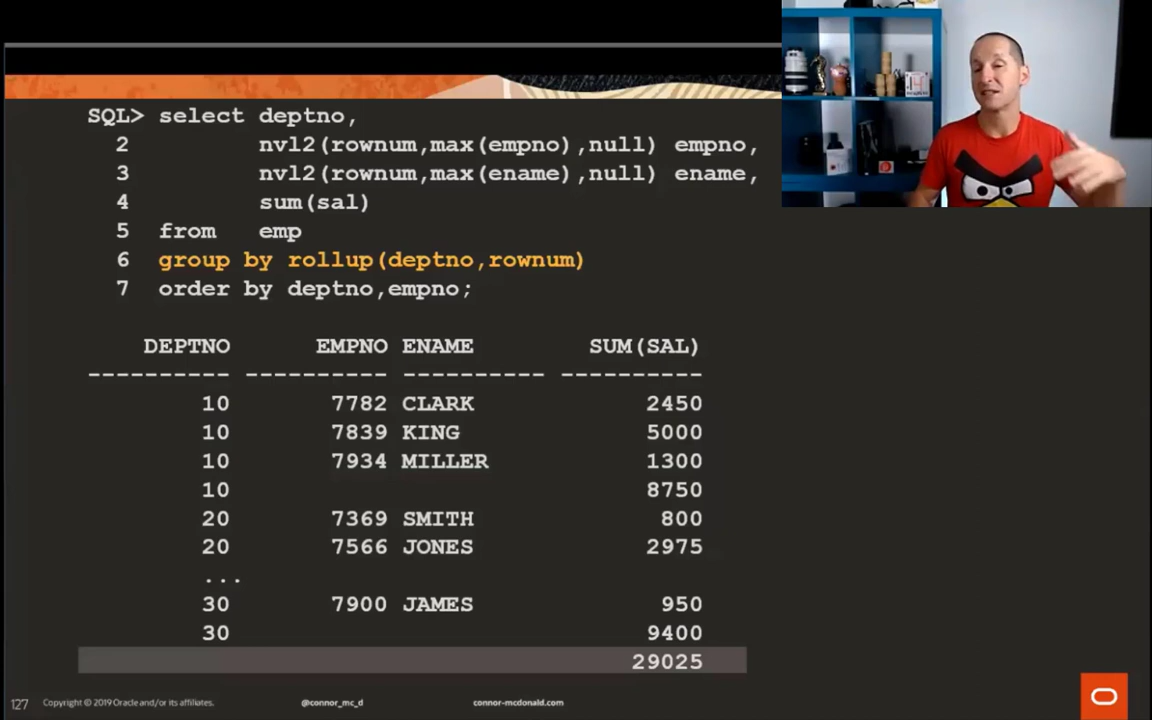 SQL> select deptno,
2 nvl2(rownum,max(empno),null) empno,
3 nvl2(rownum,max(ename),null) ename,
4 sum(sal)
5 from emp
6 group by rollup(deptno,rownum)
7 order by deptno,empno;
DEPTNO EMPNO ENAME SUM(SAL)
---------- ---------- ---------- ----------
10 7782 CLARK 2450
10 7839 KING 5000
10 7934 MILLER 1300
10 8750
20 7369 SMITH 800
20 7566 JONES 2975
...
30 7900 JAMES 950
30 9400
29025
127 Copyright © 2019 Oracle and/or its affiliates. @connor_mc_d connor-mcdonald.com